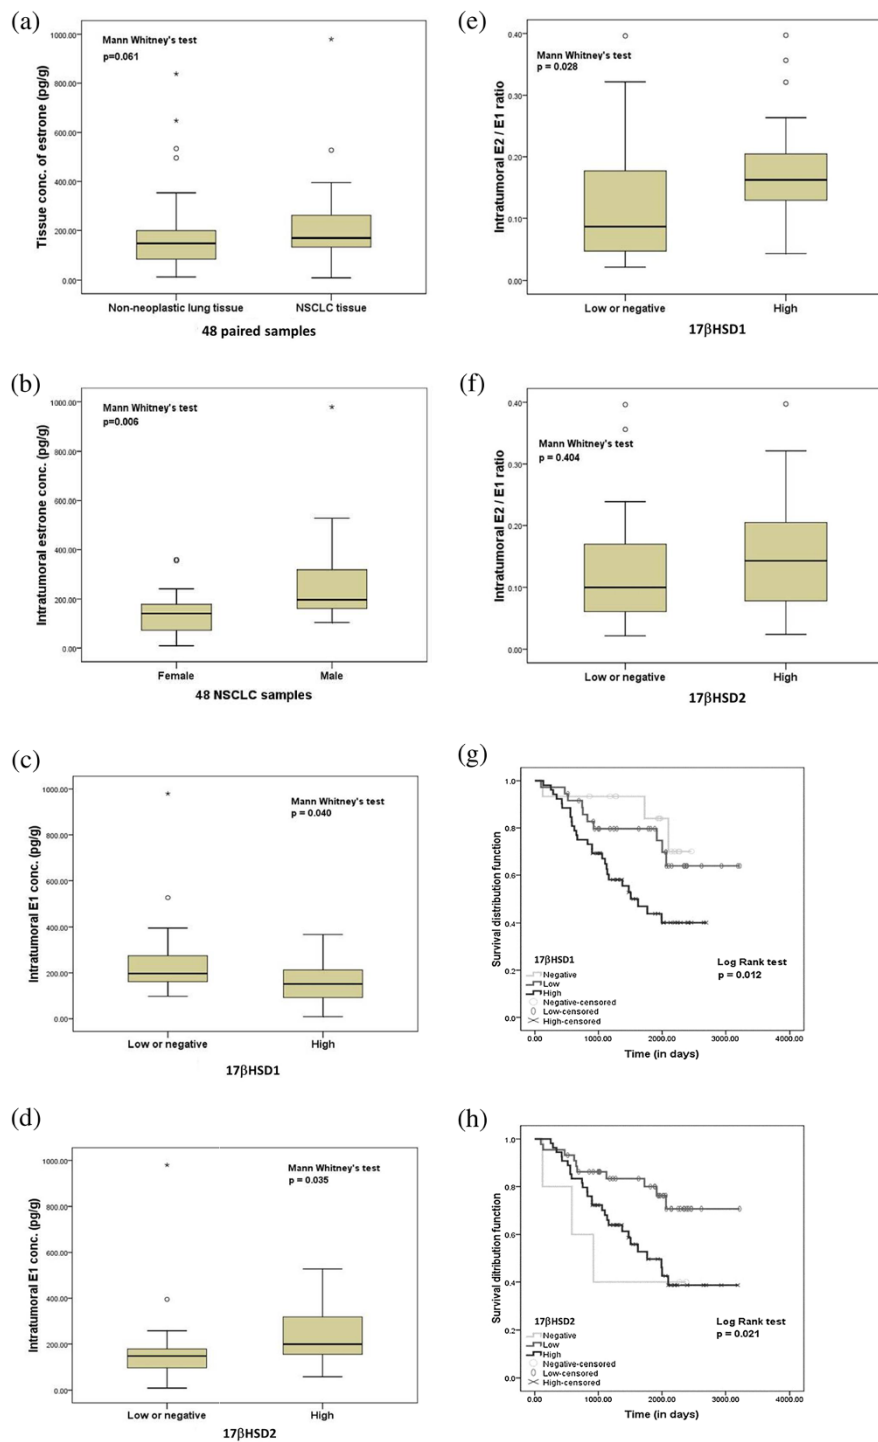 (a)
Mann Whitney's test
p=0.061
Tissue conc. of estrone (pg/g)
1000.00
800.00
600.00
400.00
200.00
0.00
Non-neoplastic lung tissue
NSCLC tissue
48 paired samples
(b)
Mann Whitney's test
p=0.006
Intratumoral estrone conc. (pg/g)
1000.00
800.00
600.00
400.00
200.00
0.00
Female
Male
48 NSCLC samples
(c)
Mann Whitney's test
p = 0.040
Intratumoral E1 conc. (pg/g)
1000.00
800.00
600.00
400.00
200.00
0.00
Low or negative
High
17βHSD1
(d)
Mann Whitney's test
p = 0.035
Intratumoral E1 conc. (pg/g)
1000.00
800.00
600.00
400.00
200.00
0.00
Low or negative
High
17βHSD2
(e)
Mann Whitney's test
p = 0.028
Intratumoral E2 / E1 ratio
0.40
0.30
0.20
0.10
0.00
Low or negative
High
17βHSD1
(f)
Mann Whitney's test
p = 0.404
Intratumoral E2 / E1 ratio
0.40
0.30
0.20
0.10
0.00
Low or negative
High
17βHSD2
(g)
Survival distribution function
1.0
0.8
0.6
0.4
0.2
0.0
17βHSD1
Negative
Low
High
Negative-censored
Low-censored
High-censored
Log Rank test
p = 0.012
0.00
1000.00
2000.00
3000.00
4000.00
Time (in days)
(h)
Survival ditribution function
1.0
0.8
0.6
0.4
0.2
0.0
17βHSD2
Negative
Low
High
Negative-censored
Low-censored
High-censored
Log Rank test
p = 0.021
0.00
1000.00
2000.00
3000.00
4000.00
Time (in days)